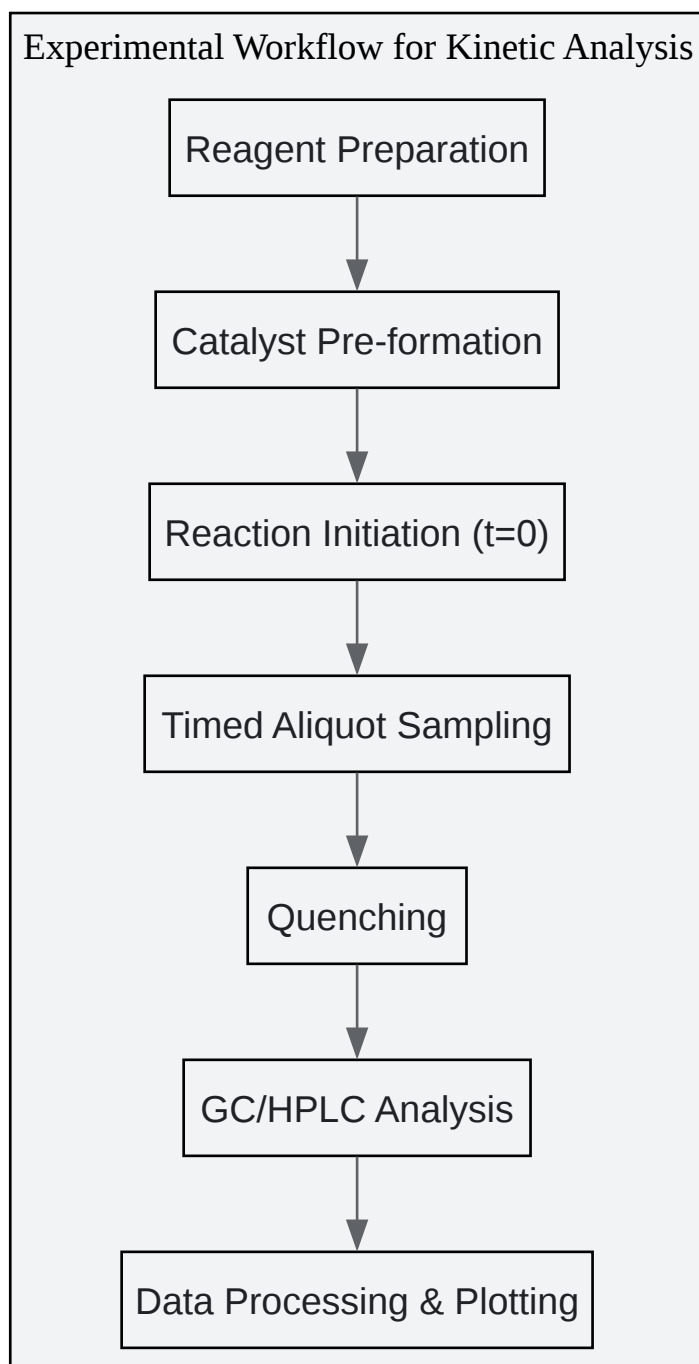 Experimental Workflow for Kinetic Analysis
Reagent Preparation
Catalyst Pre-formation
Reaction Initiation (t=0)
Timed Aliquot Sampling
Quenching
GC/HPLC Analysis
Data Processing & Plotting